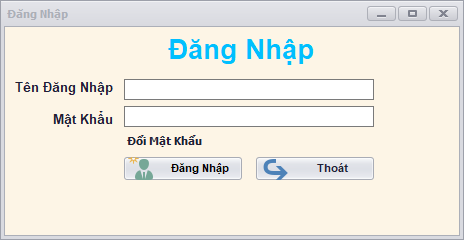 Đăng Nhập
Đăng Nhập
Tên Đăng Nhập
Mật Khẩu
Đổi Mật Khẩu
Đăng Nhập
Thoát